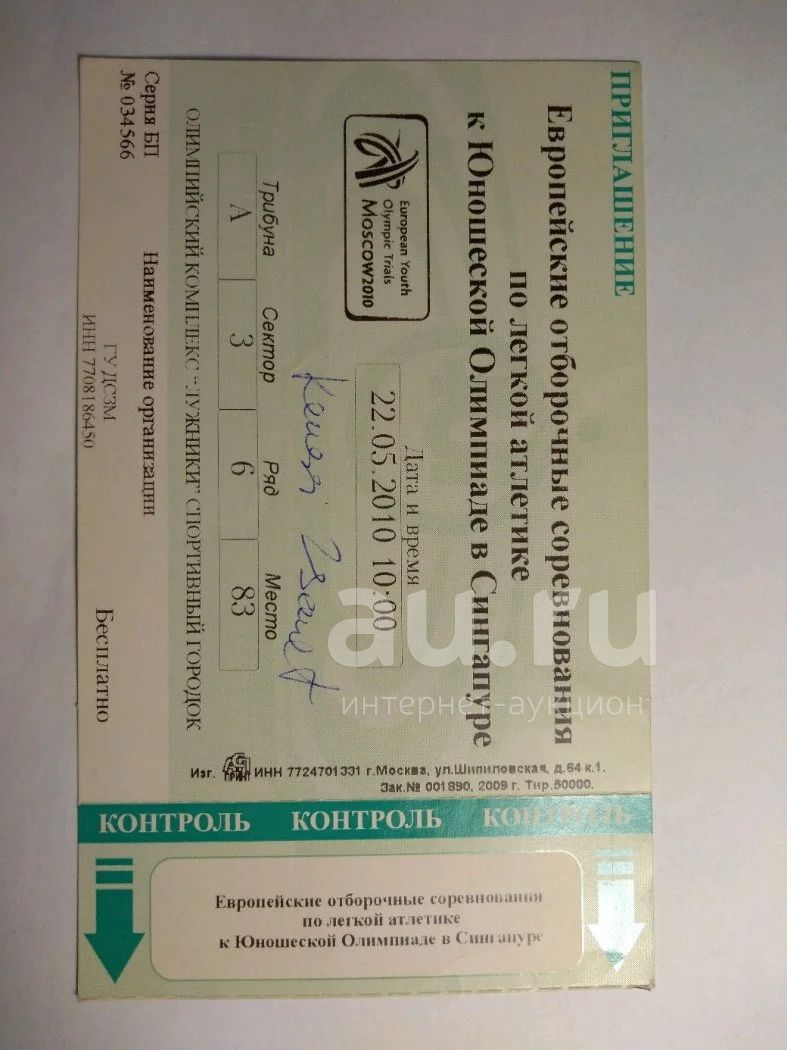 ПРИГЛАШЕНИЕ
Европейские отборочные соревнования
по легкой атлетике
к Юношеской Олимпиаде в Сингапуре
European Youth
Olympic Trials
Moscow2010
Дата и время
22.05.2010 10:00
Трибуна Сектор Ряд Место
А 3 6 83
ОЛИМПИЙСКИЙ КОМПЛЕКС "ЛУЖНИКИ" СПОРТИВНЫЙ ГОРОДОК
Серия БП
№ 034566
Наименование организации
ГУ ДСЗМ
ИНН 7708186450
Бесплатно
Изг. ПРИНТ ИНН 7724701331 г.Москва, ул.Шипиловская, д.64 к.1.
Зак.№ 001890, 2009 г. Тир.50000.
КОНТРОЛЬ КОНТРОЛЬ КОНТРОЛЬ
Европейские отборочные соревнования
по легкой атлетике
к Юношеской Олимпиаде в Сингапуре
au.ru
интернет-аукцион